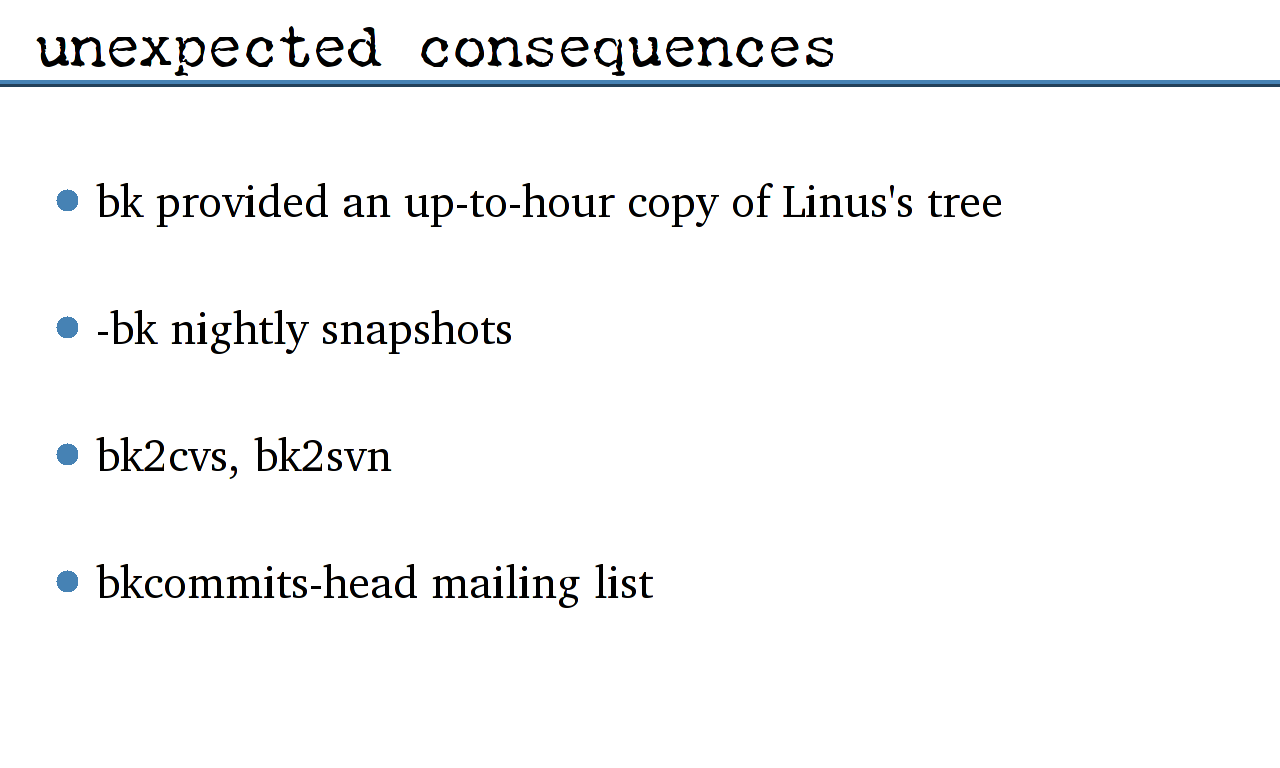 unexpected consequences
bk provided an up-to-hour copy of Linus's tree
-bk nightly snapshots
bk2cvs, bk2svn
bkcommits-head mailing list